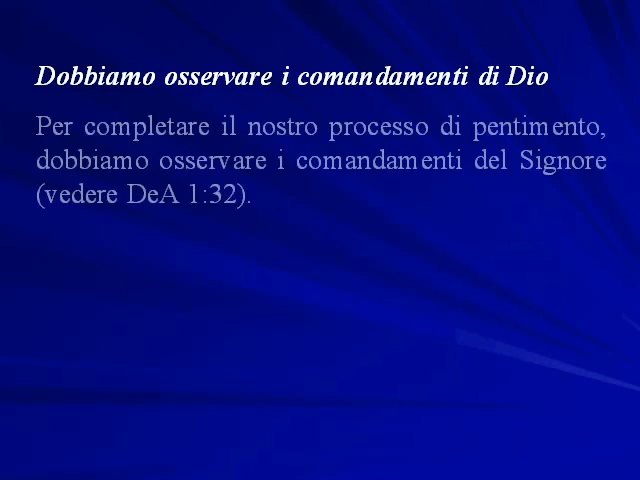 Dobbiamo osservare i comandamenti di Dio
Per completare il nostro processo di pentimento,
dobbiamo osservare i comandamenti del Signore
(vedere DeA 1:32).